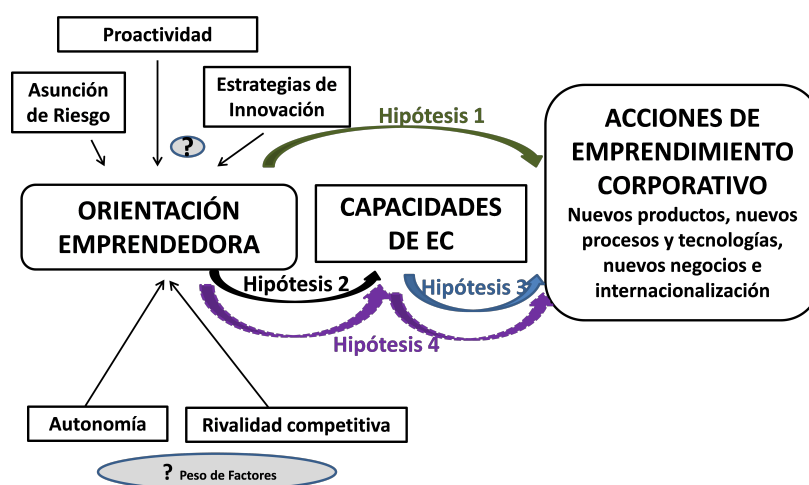 Proactividad
Asunción
de Riesgo
Estrategias de
Innovación
?
Hipótesis 1
ORIENTACIÓN
EMPRENDEDORA
CAPACIDADES
DE EC
ACCIONES DE
EMPRENDIMIENTO
CORPORATIVO
Nuevos productos, nuevos
procesos y tecnologías,
nuevos negocios e
internacionalización
Hipótesis 2
Hipótesis 3
Hipótesis 4
Autonomía
Rivalidad competitiva
? Peso de Factores